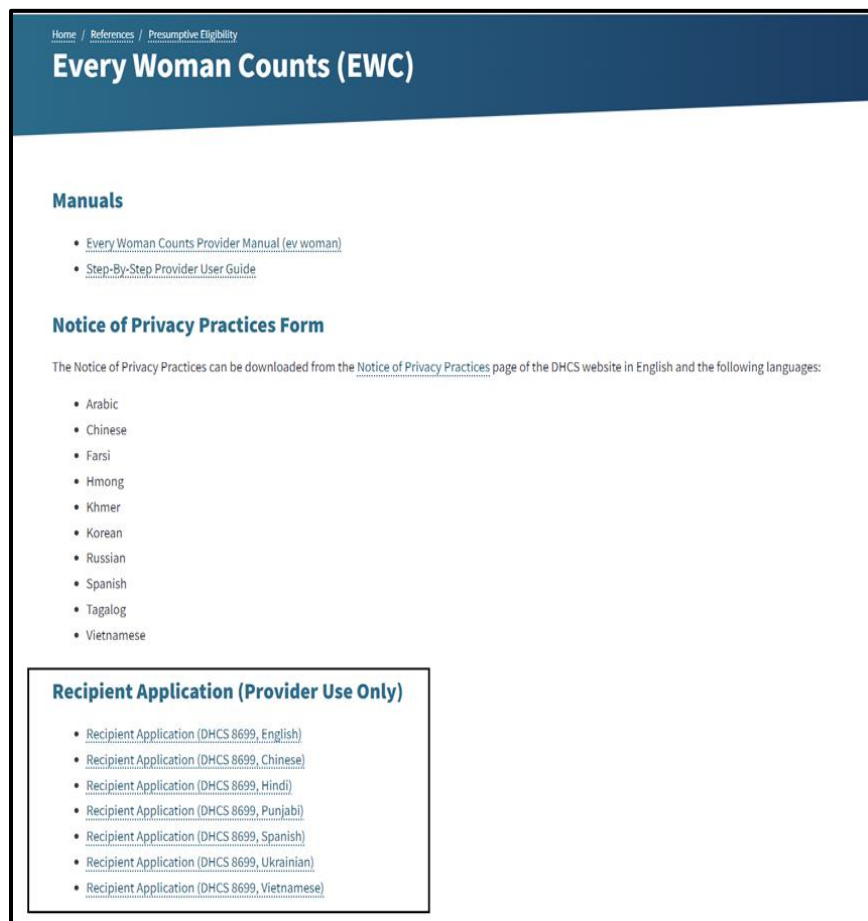 Home / References / Presumptive Eligibility
Every Woman Counts (EWC)
Manuals
• Every Woman Counts Provider Manual (ev woman)
• Step-By-Step Provider User Guide
Notice of Privacy Practices Form
The Notice of Privacy Practices can be downloaded from the Notice of Privacy Practices page of the DHCS website in English and the following languages:
• Arabic
• Chinese
• Farsi
• Hmong
• Khmer
• Korean
• Russian
• Spanish
• Tagalog
• Vietnamese
Recipient Application (Provider Use Only)
• Recipient Application (DHCS 8699, English)
• Recipient Application (DHCS 8699, Chinese)
• Recipient Application (DHCS 8699, Hindi)
• Recipient Application (DHCS 8699, Punjabi)
• Recipient Application (DHCS 8699, Spanish)
• Recipient Application (DHCS 8699, Ukrainian)
• Recipient Application (DHCS 8699, Vietnamese)